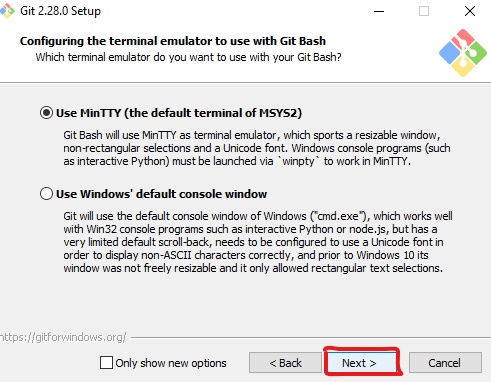 Git 2.28.0 Setup
Configuring the terminal emulator to use with Git Bash
Which terminal emulator do you want to use with your Git Bash?
Use MinTTY (the default terminal of MSYS2)
Git Bash will use MinTTY as terminal emulator, which sports a resizable window,
non-rectangular selections and a Unicode font. Windows console programs (such
as interactive Python) must be launched via `winpty` to work in MinTTY.
Use Windows' default console window
Git will use the default console window of Windows ("cmd.exe"), which works well
with Win32 console programs such as interactive Python or node.js, but has a
very limited default scroll-back, needs to be configured to use a Unicode font in
order to display non-ASCII characters correctly, and prior to Windows 10 its
window was not freely resizable and it only allowed rectangular text selections.
https://gitforwindows.org/
Only show new options
< Back
Next >
Cancel